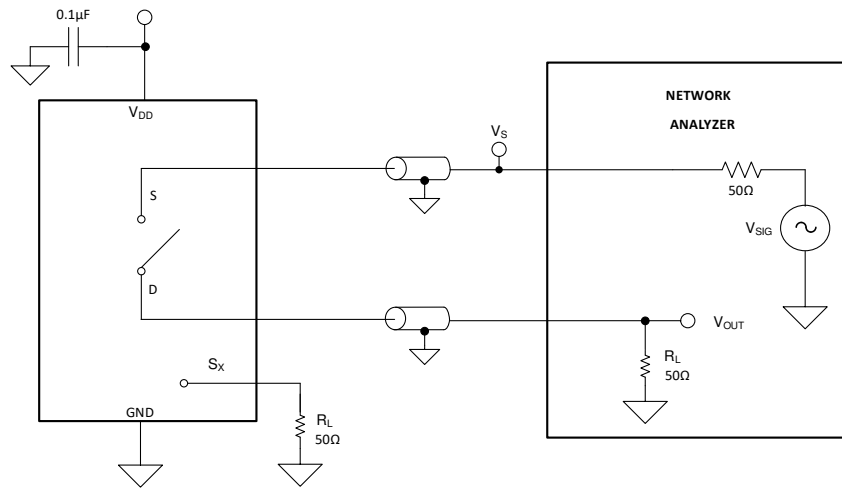 0.1µF
VDD
NETWORK
ANALYZER
VS
S
50Ω
VSIG
D
VOUT
SX
RL
50Ω
GND
RL
50Ω